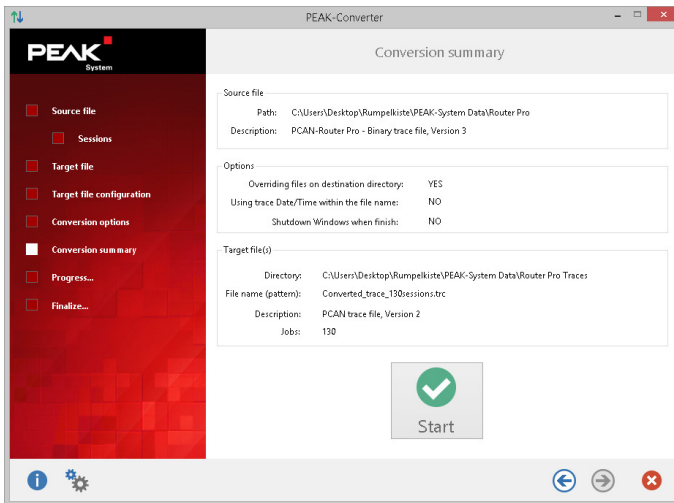 PEAK-Converter
PEAK
System
Conversion summary
Source file
Sessions
Target file
Target file configuration
Conversion options
Conversion summary
Progress...
Finalize...
Source file
Path: C:\Users\Desktop\Rumpelkiste\PEAK-System Data\Router Pro
Description: PCAN-Router Pro - Binary trace file, Version 3
Options
Overriding files on destination directory: YES
Using trace Date/Time within the file name: NO
Shutdown Windows when finish: NO
Target file(s)
Directory: C:\Users\Desktop\Rumpelkiste\PEAK-System Data\Router Pro Traces
File name (pattern): Converted_trace_130sessions.trc
Description: PCAN trace file, Version 2
Jobs: 130
Start